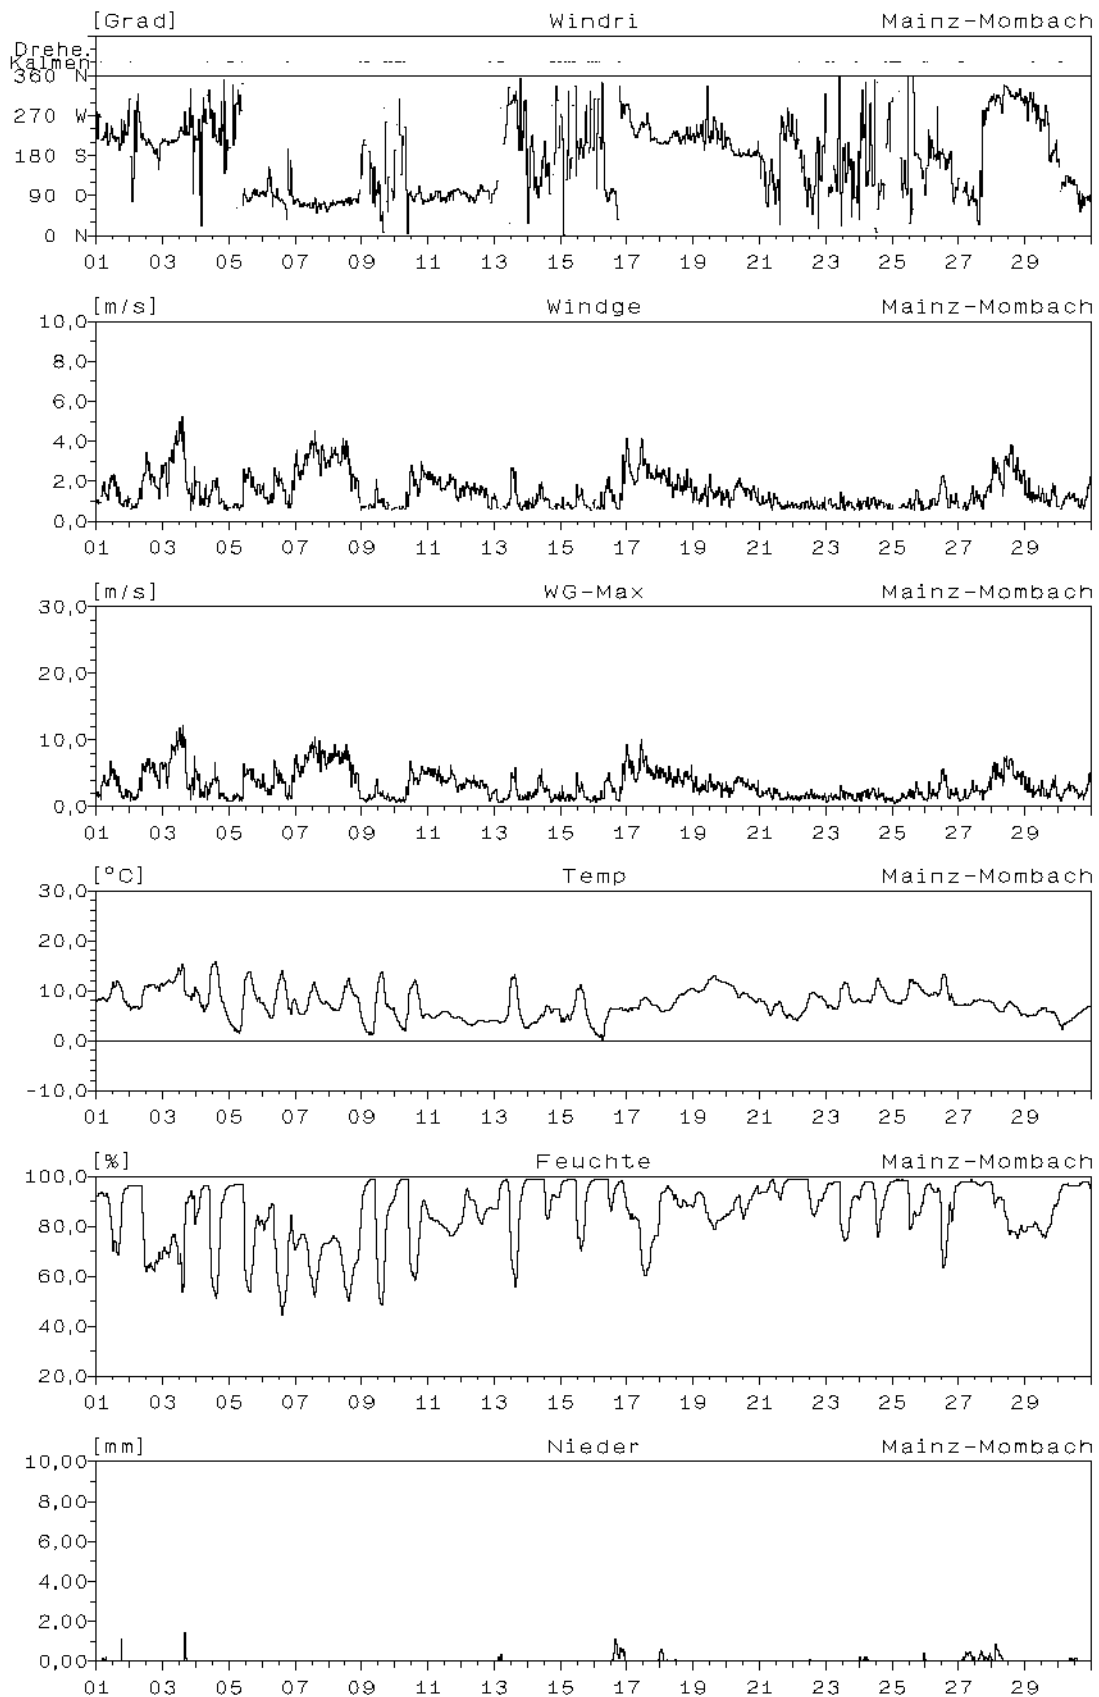 [Grad] Windri Mainz-Mombach
Drehe.
Kalmen
360 N
270 W
180 S
90 O
0 N
01 03 05 07 09 11 13 15 17 19 21 23 25 27 29
[m/s] Windge Mainz-Mombach
10,0
8,0
6,0
4,0
2,0
0,0
01 03 05 07 09 11 13 15 17 19 21 23 25 27 29
[m/s] WG-Max Mainz-Mombach
30,0
20,0
10,0
0,0
01 03 05 07 09 11 13 15 17 19 21 23 25 27 29
[°C] Temp Mainz-Mombach
30,0
20,0
10,0
0,0
-10,0
01 03 05 07 09 11 13 15 17 19 21 23 25 27 29
[%] Feuchte Mainz-Mombach
100,0
80,0
60,0
40,0
20,0
01 03 05 07 09 11 13 15 17 19 21 23 25 27 29
[mm] Nieder Mainz-Mombach
10,00
8,00
6,00
4,00
2,00
0,00
01 03 05 07 09 11 13 15 17 19 21 23 25 27 29